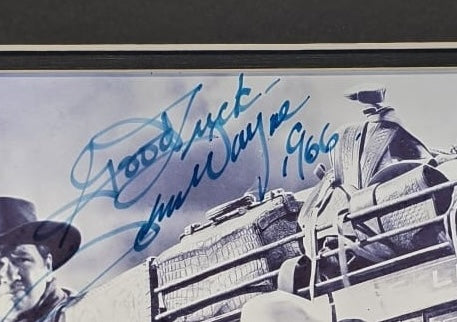 Good Luck-
John Wayne
1966